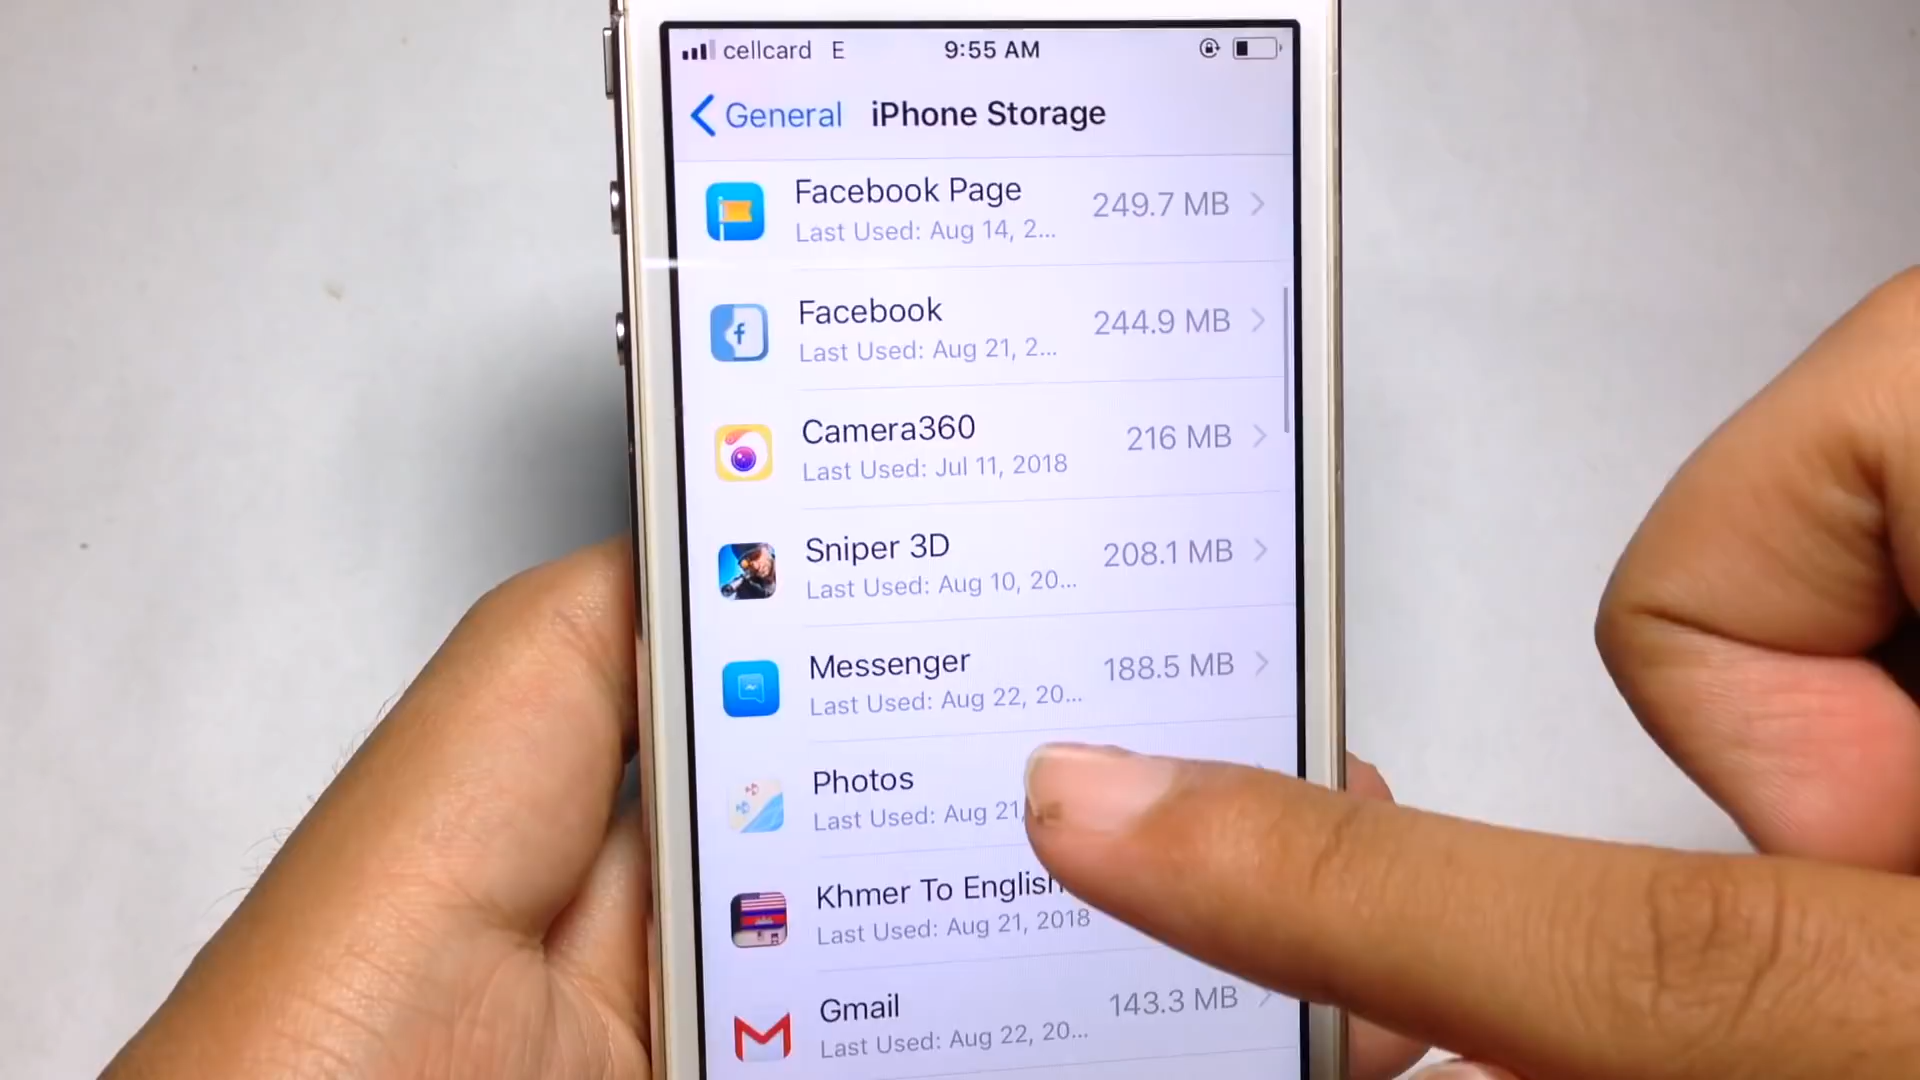 cellcard E 9:55 AM
General iPhone Storage
Facebook Page 249.7 MB
Last Used: Aug 14, 2...
Facebook 244.9 MB
Last Used: Aug 21, 2...
Camera360 216 MB
Last Used: Jul 11, 2018
Sniper 3D 208.1 MB
Last Used: Aug 10, 20...
Messenger 188.5 MB
Last Used: Aug 22, 20...
Photos
Last Used: Aug 21,
Khmer To English
Last Used: Aug 21, 2018
Gmail 143.3 MB
Last Used: Aug 22, 20...